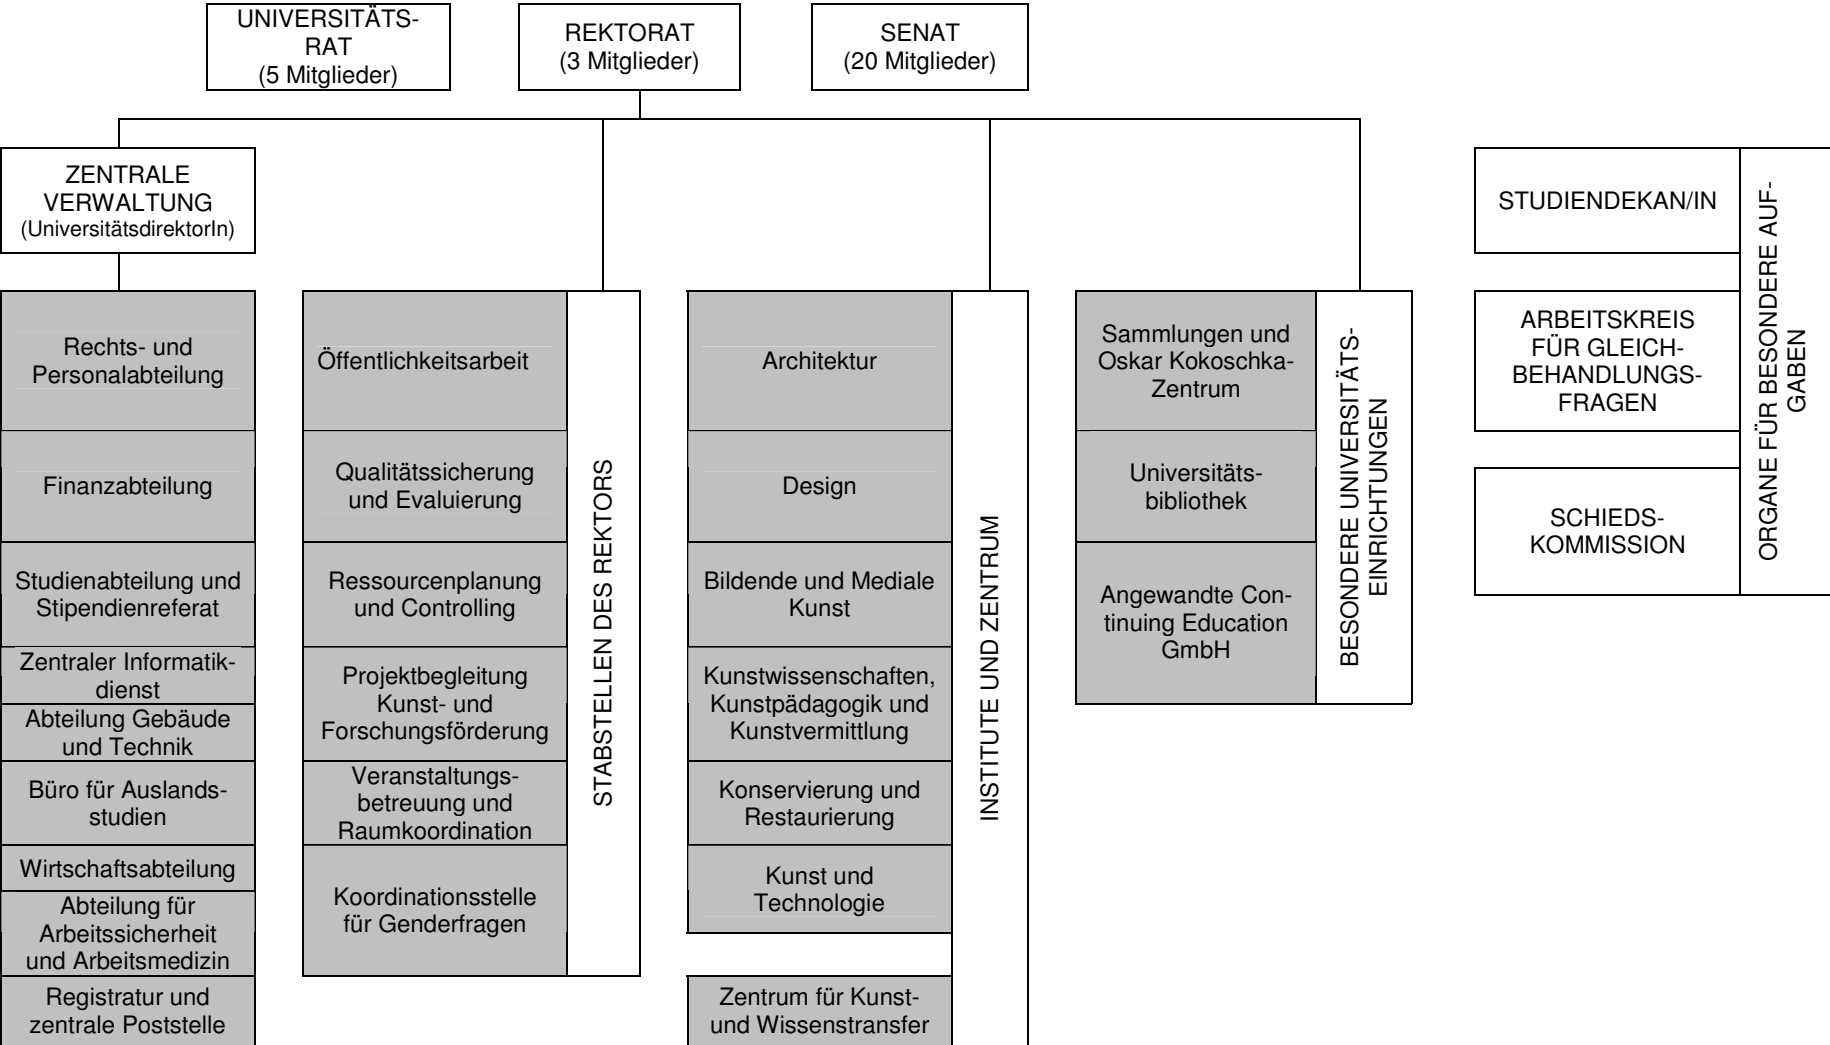 UNIVERSITÄTS-
RAT
(5 Mitglieder)
REKTORAT
(3 Mitglieder)
SENAT
(20 Mitglieder)
ZENTRALE
VERWALTUNG
(UniversitätsdirektorIn)
Rechts- und
Personalabteilung
Finanzabteilung
Studienabteilung und
Stipendienreferat
Zentraler Informatik-
dienst
Abteilung Gebäude
und Technik
Büro für Auslands-
studien
Wirtschaftsabteilung
Abteilung für
Arbeitssicherheit
und Arbeitsmedizin
Registratur und
zentrale Poststelle
Öffentlichkeitsarbeit
Qualitätssicherung
und Evaluierung
Ressourcenplanung
und Controlling
Projektbegleitung
Kunst- und
Forschungsförderung
Veranstaltungs-
betreuung und
Raumkoordination
Koordinationsstelle
für Genderfragen
STABSTELLEN DES REKTORS
Architektur
Design
Bildende und Mediale
Kunst
Kunstwissenschaften,
Kunstpädagogik und
Kunstvermittlung
Konservierung und
Restaurierung
Kunst und
Technologie
Zentrum für Kunst-
und Wissenstransfer
INSTITUTE UND ZENTRUM
Sammlungen und
Oskar Kokoschka-
Zentrum
Universitäts-
bibliothek
Angewandte Con-
tinuing Education
GmbH
BESONDERE UNIVERSITÄTS-
EINRICHTUNGEN
STUDIENDEKAN/IN
ARBEITSKREIS
FÜR GLEICH-
BEHANDLUNGS-
FRAGEN
SCHIEDS-
KOMMISSION
ORGANE FÜR BESONDERE AUF-
GABEN